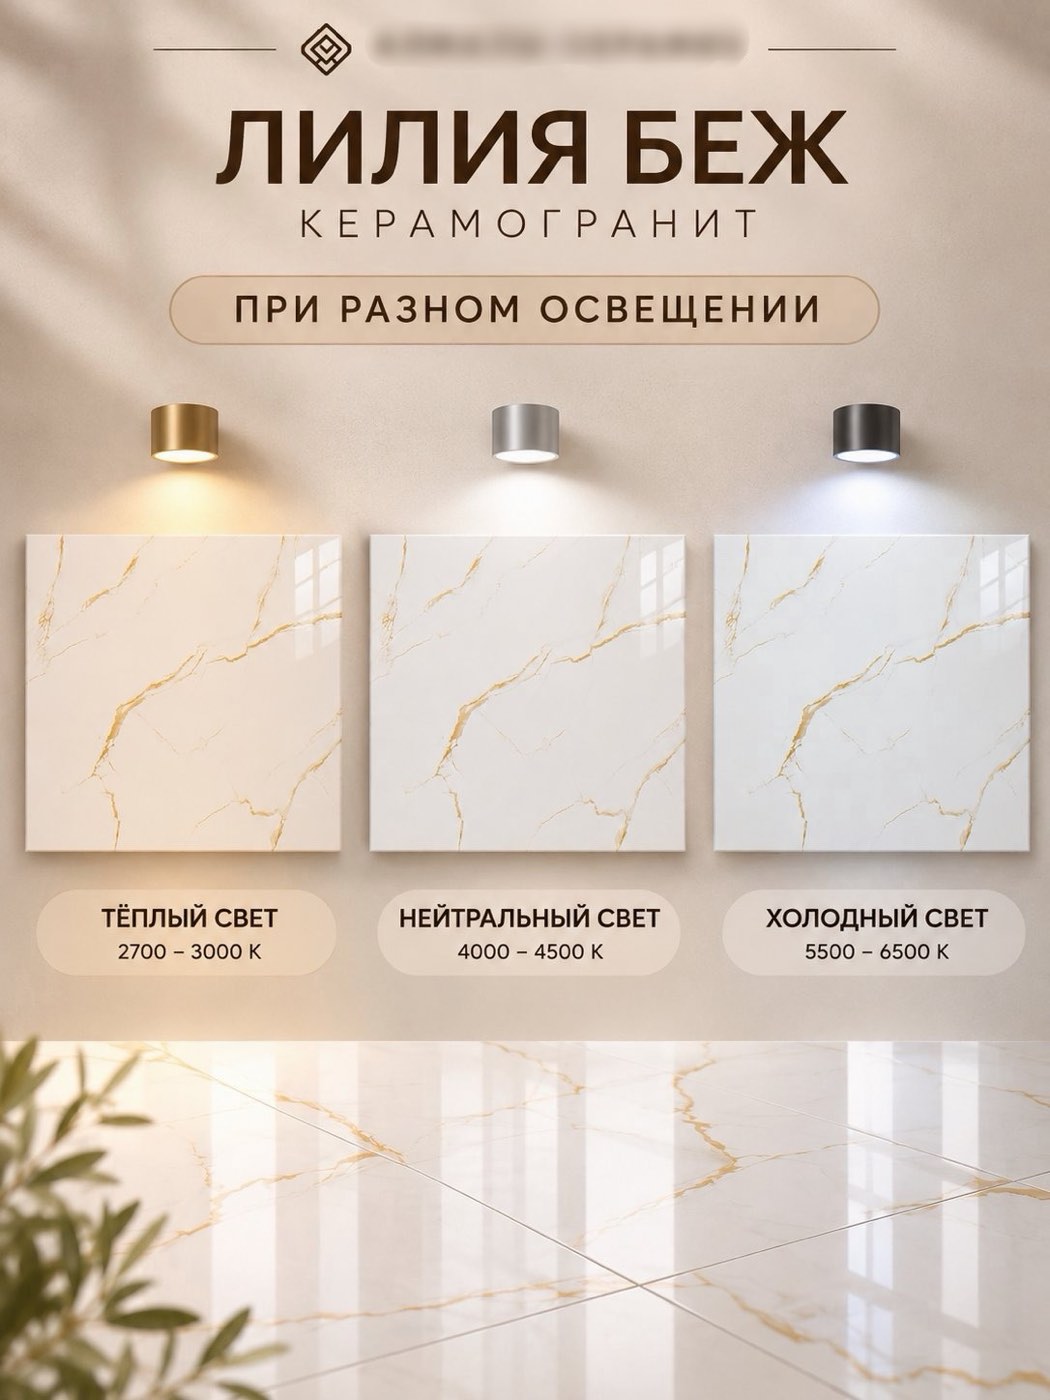 ЛИЛИЯ БЕЖ
КЕРАМОГРАНИТ
ПРИ РАЗНОМ ОСВЕЩЕНИИ
ТЁПЛЫЙ СВЕТ
2700 – 3000 К
НЕЙТРАЛЬНЫЙ СВЕТ
4000 – 4500 К
ХОЛОДНЫЙ СВЕТ
5500 – 6500 К